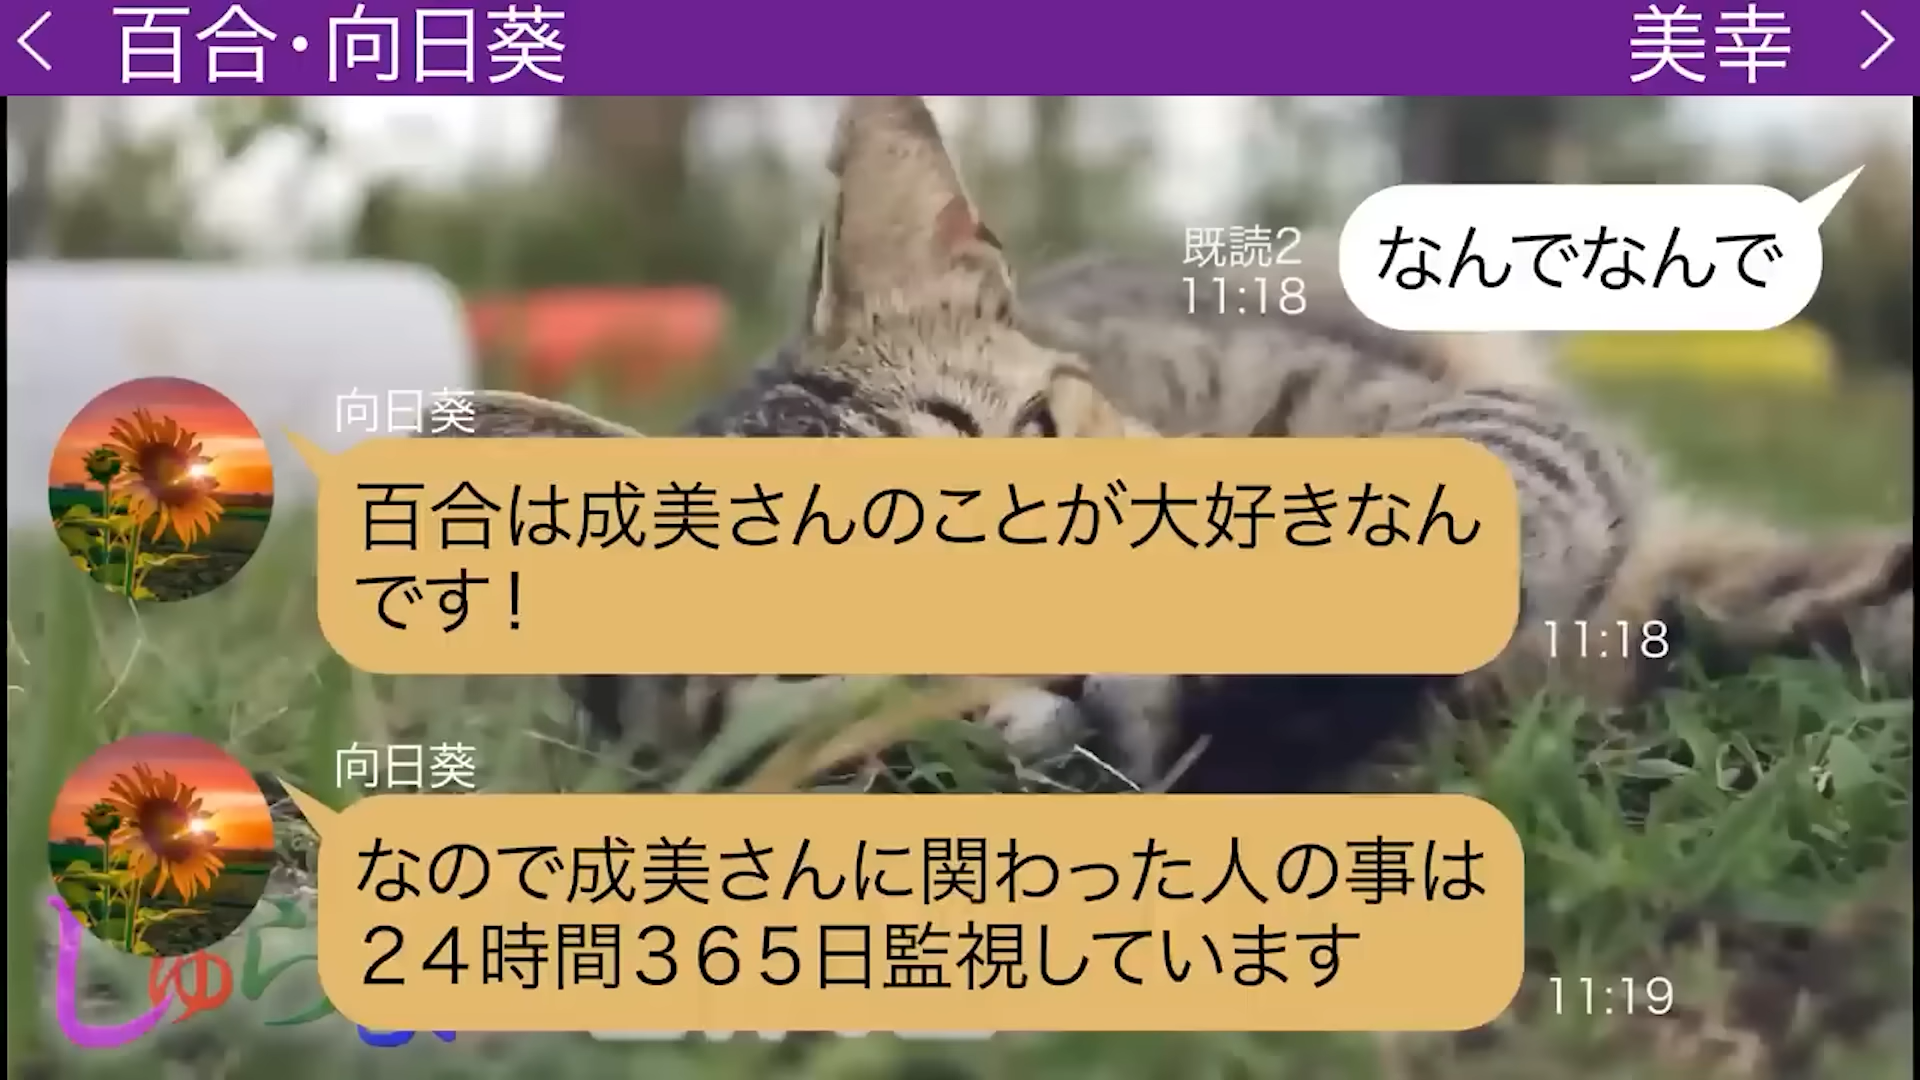 百合・向日葵
美幸
なんでなんで
既読2
11:18
向日葵
百合は成美さんのことが大好きなん
です！
11:18
向日葵
なので成美さんに関わった人の事は
２４時間３６５日監視しています
11:19
しゅら